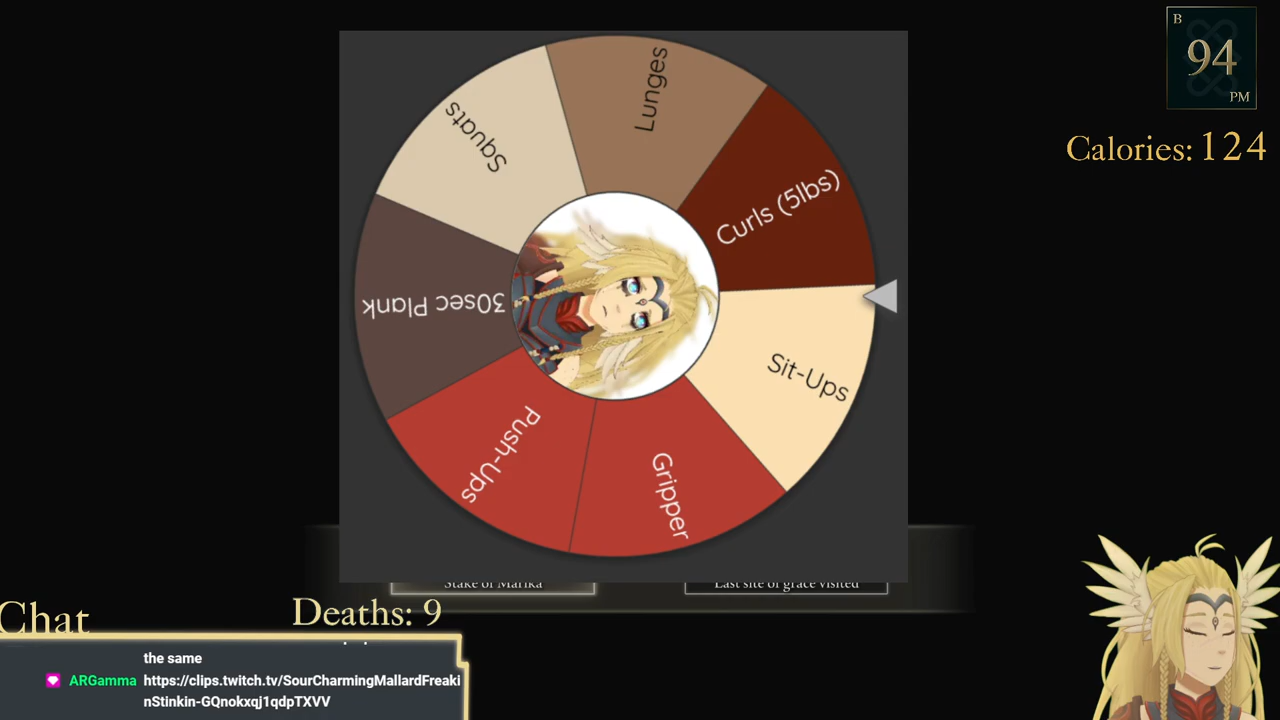 B
94
PM
Calories: 124
Lunges
Squats
Curls (5lbs)
30sec Plank
Sit-Ups
Push-Ups
Gripper
Stake of Marika
Last site of grace visited
Chat
Deaths: 9
the same
ARGamma https://clips.twitch.tv/SourCharmingMallardFreaki
nStinkin-GQnokxqj1qdpTXVV